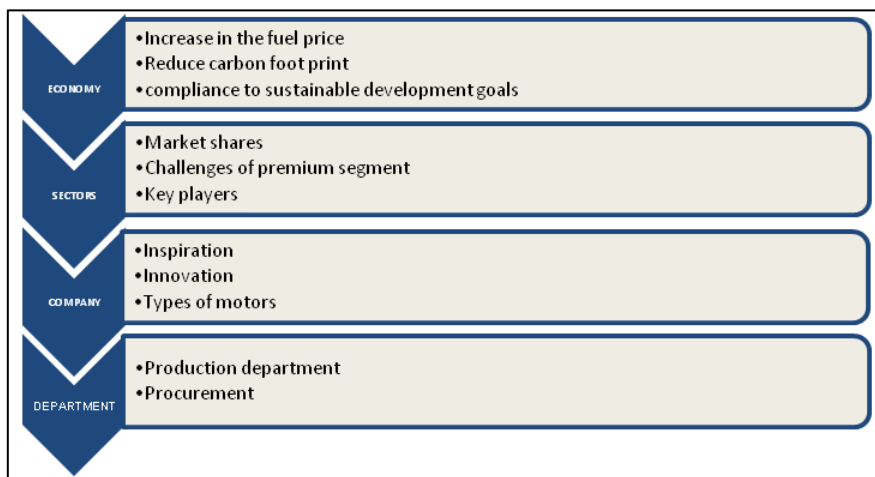 •Increase in the fuel price
•Reduce carbon foot print
ECONOMY
•compliance to sustainable development goals
•Market shares
•Challenges of premium segment
SECTORS
•Key players
•Inspiration
•Innovation
COMPANY
•Types of motors
•Production department
•Procurement
DEPARTMENT